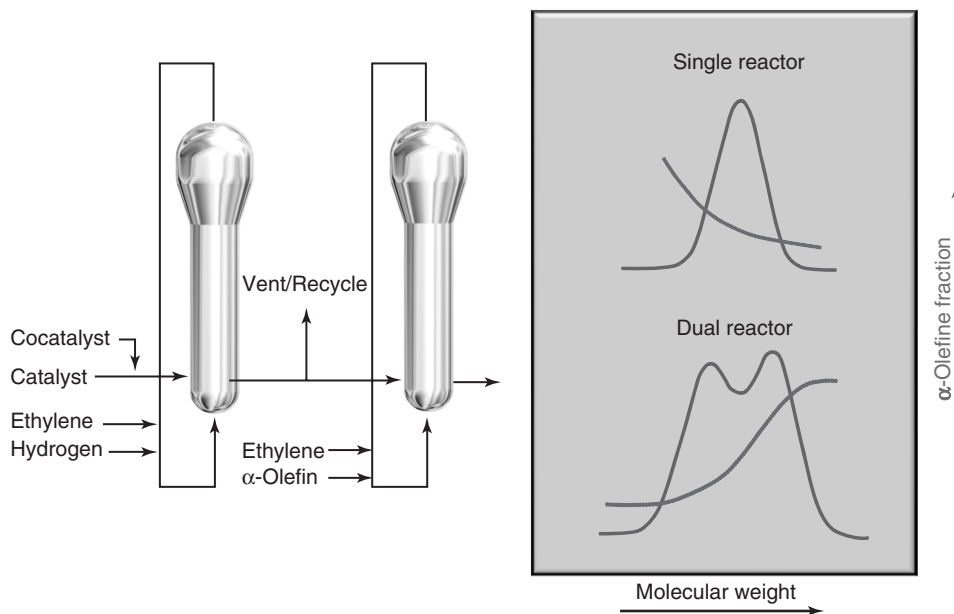 Single reactor
Vent/Recycle
Cocatalyst
Catalyst
Ethylene
Hydrogen
Ethylene
α-Olefin
Dual reactor
α-Olefine fraction
Molecular weight